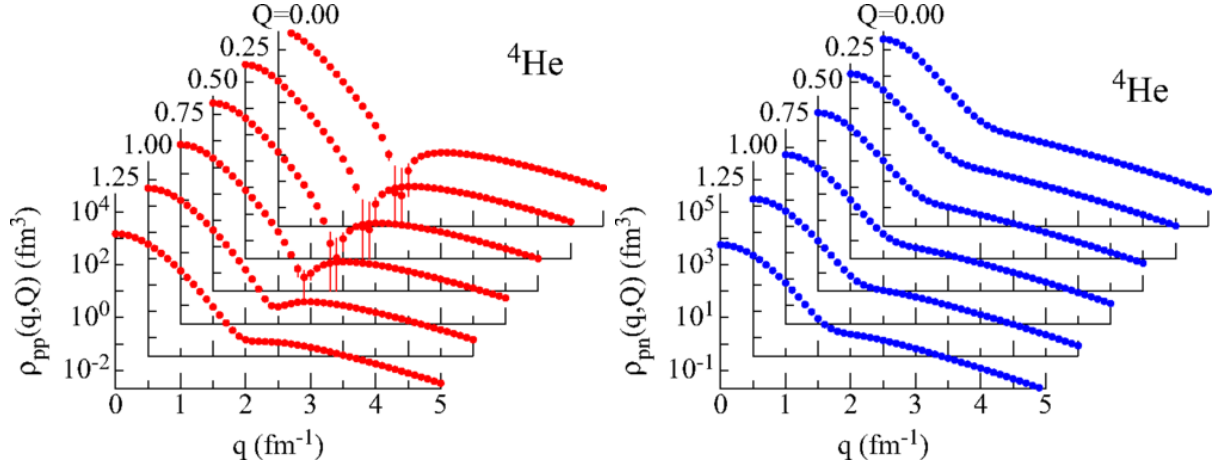 Q=0.00
0.25
0.50
0.75
1.00
1.25
⁴He
10⁴
10²
10⁰
10⁻²
ρpp(q,Q) (fm³)
0 1 2 3 4 5
q (fm⁻¹)
Q=0.00
0.25
0.50
0.75
1.00
1.25
⁴He
10⁵
10³
10¹
10⁻¹
ρpn(q,Q) (fm³)
0 1 2 3 4 5
q (fm⁻¹)